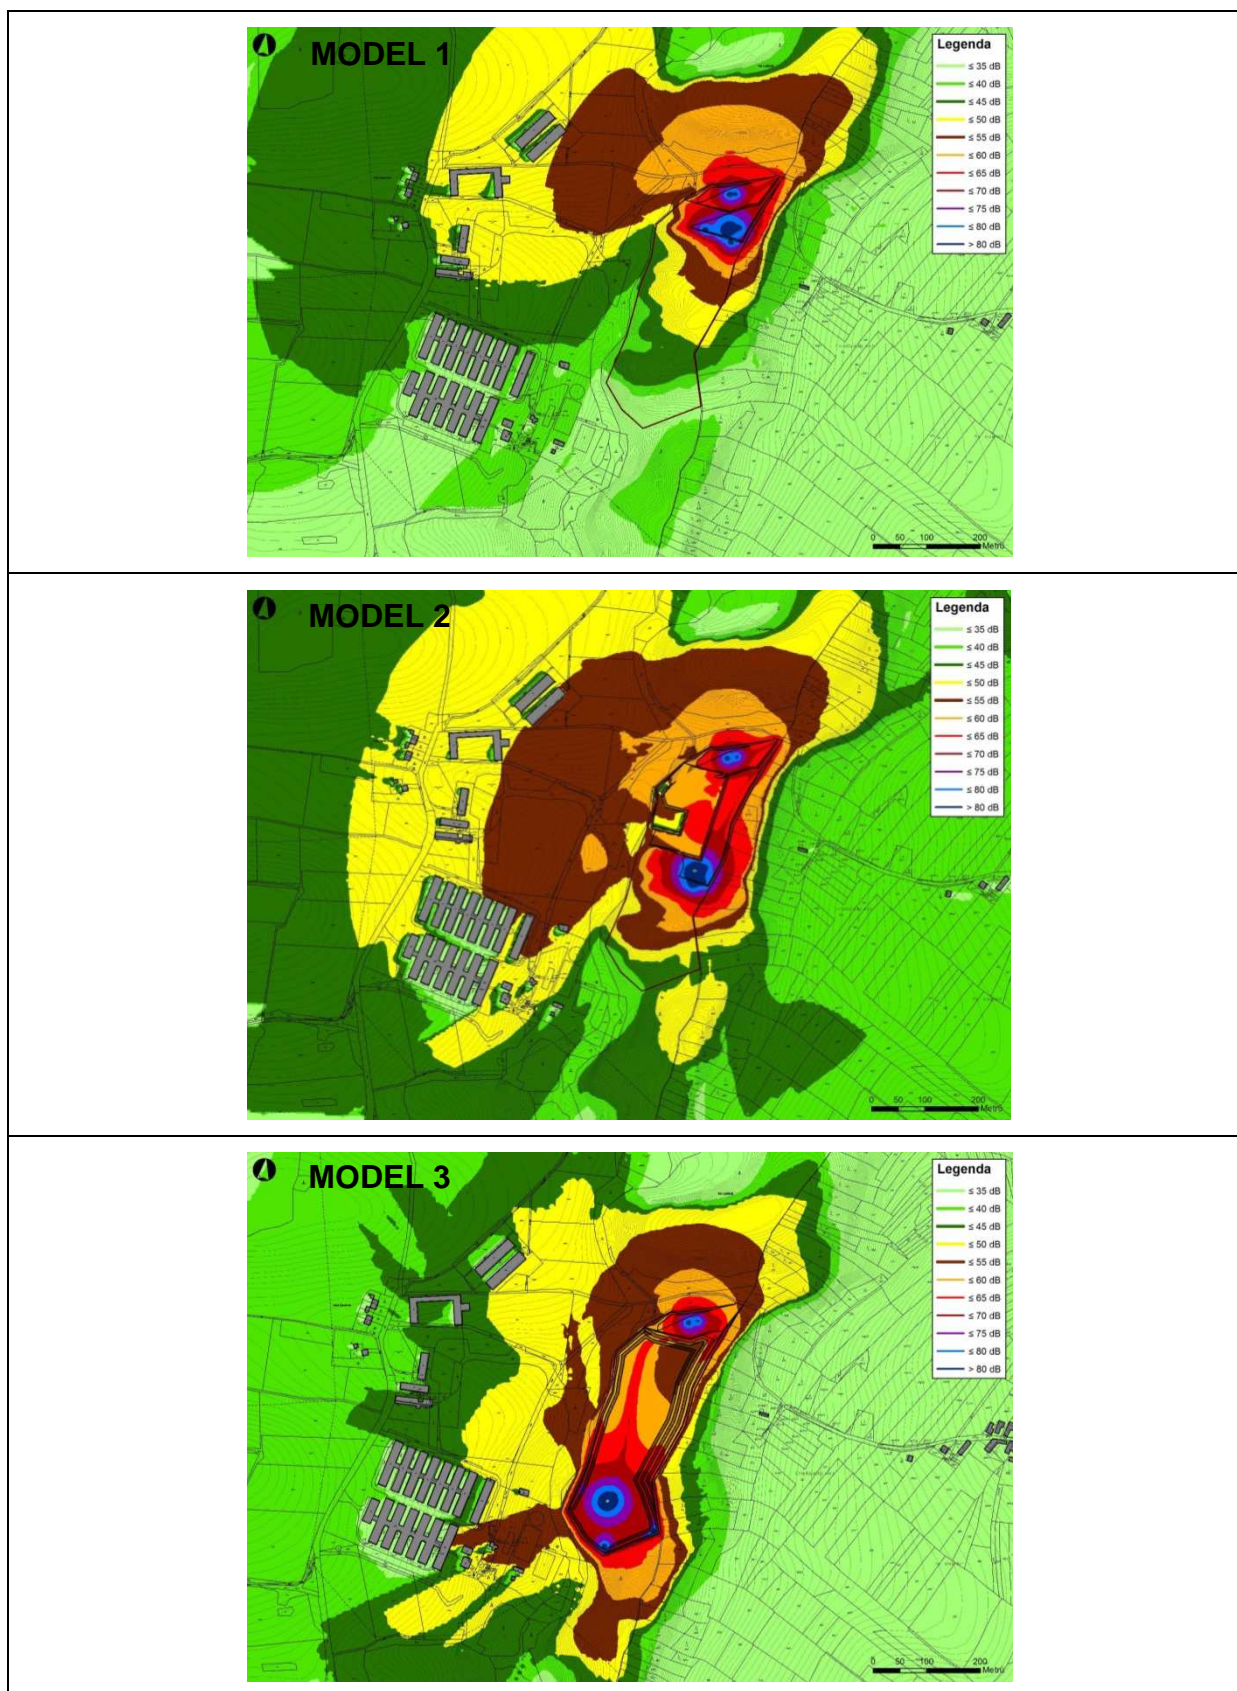 MODEL 1
Legenda
≤ 35 dB
≤ 40 dB
≤ 45 dB
≤ 50 dB
≤ 55 dB
≤ 60 dB
≤ 65 dB
≤ 70 dB
≤ 75 dB
≤ 80 dB
> 80 dB
0 50 100 200
Metrů
MODEL 2
Legenda
≤ 35 dB
≤ 40 dB
≤ 45 dB
≤ 50 dB
≤ 55 dB
≤ 60 dB
≤ 65 dB
≤ 70 dB
≤ 75 dB
≤ 80 dB
> 80 dB
0 50 100 200
Metrů
MODEL 3
Legenda
≤ 35 dB
≤ 40 dB
≤ 45 dB
≤ 50 dB
≤ 55 dB
≤ 60 dB
≤ 65 dB
≤ 70 dB
≤ 75 dB
≤ 80 dB
> 80 dB
0 50 100 200
Metrů